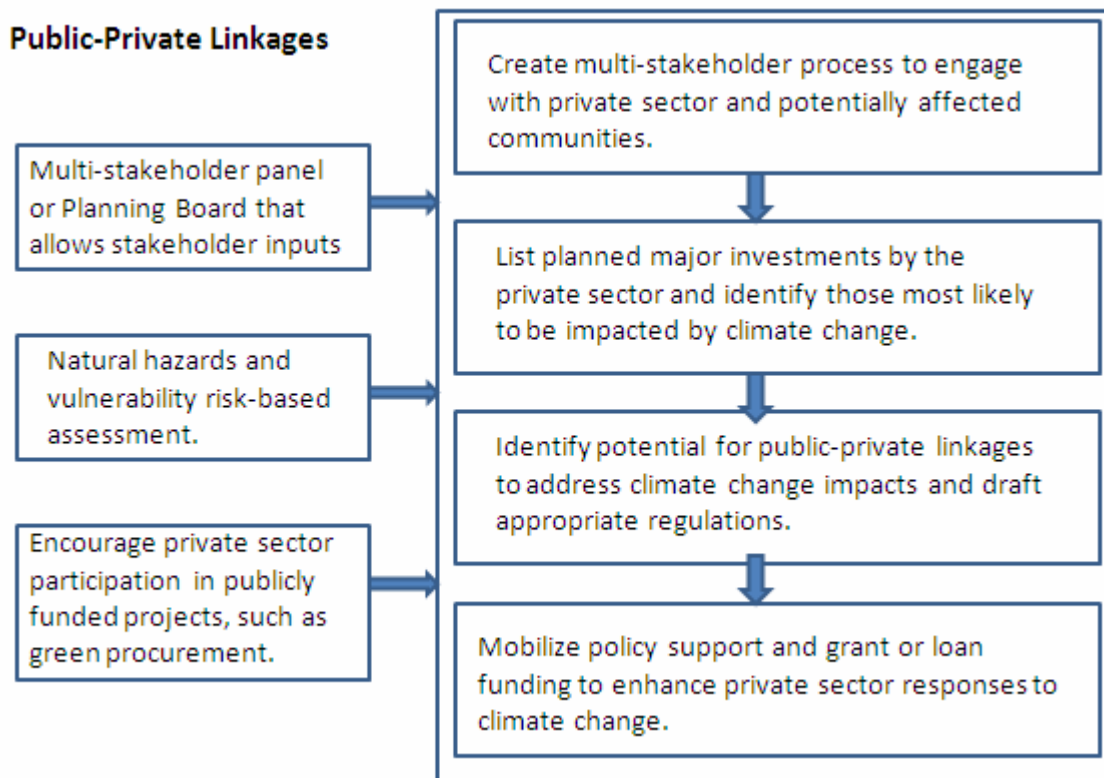 Public-Private Linkages
Multi-stakeholder panel
or Planning Board that
allows stakeholder inputs
Natural hazards and
vulnerability risk-based
assessment.
Encourage private sector
participation in publicly
funded projects, such as
green procurement.
Create multi-stakeholder process to engage
with private sector and potentially affected
communities.
List planned major investments by the
private sector and identify those most likely
to be impacted by climate change.
Identify potential for public-private linkages
to address climate change impacts and draft
appropriate regulations.
Mobilize policy support and grant or loan
funding to enhance private sector responses to
climate change.